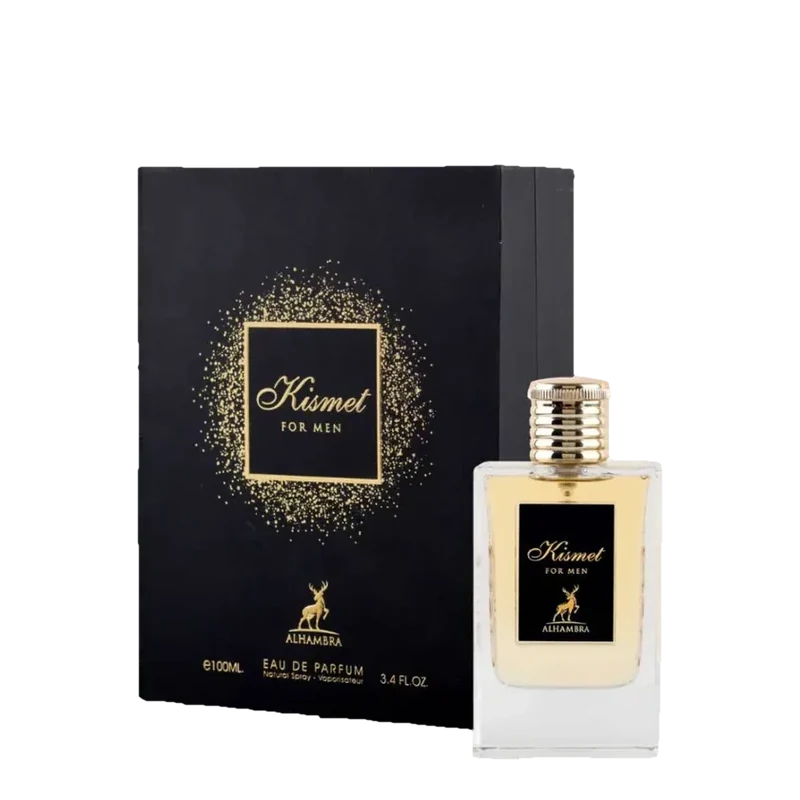 Kismet
FOR MEN
ALHAMBRA
℮100ML.
EAU DE PARFUM
Natural Spray - Vaporisateur
3.4 FL.OZ.
Kismet
FOR MEN
ALHAMBRA